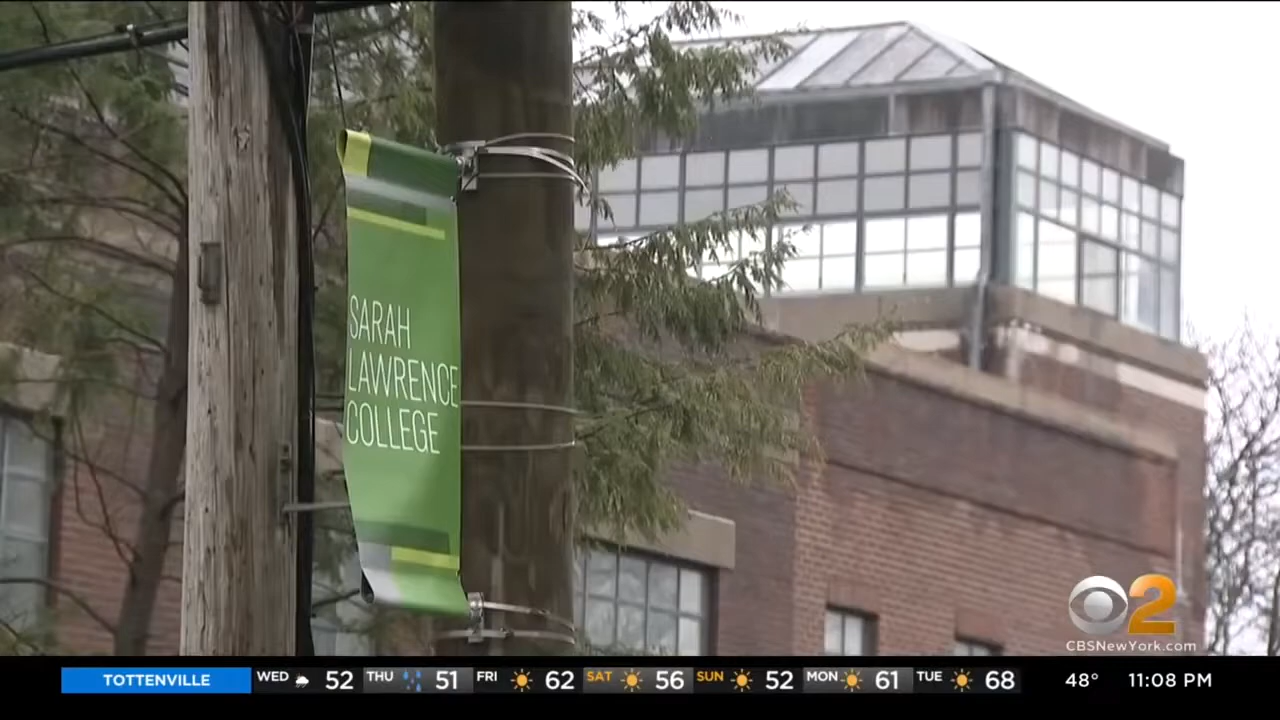 SARAH
LAWRENCE
COLLEGE
2
CBSNewYork.com
TOTTENVILLE WED 52 THU 51 FRI 62 SAT 56 SUN 52 MON 61 TUE 68 48° 11:08 PM